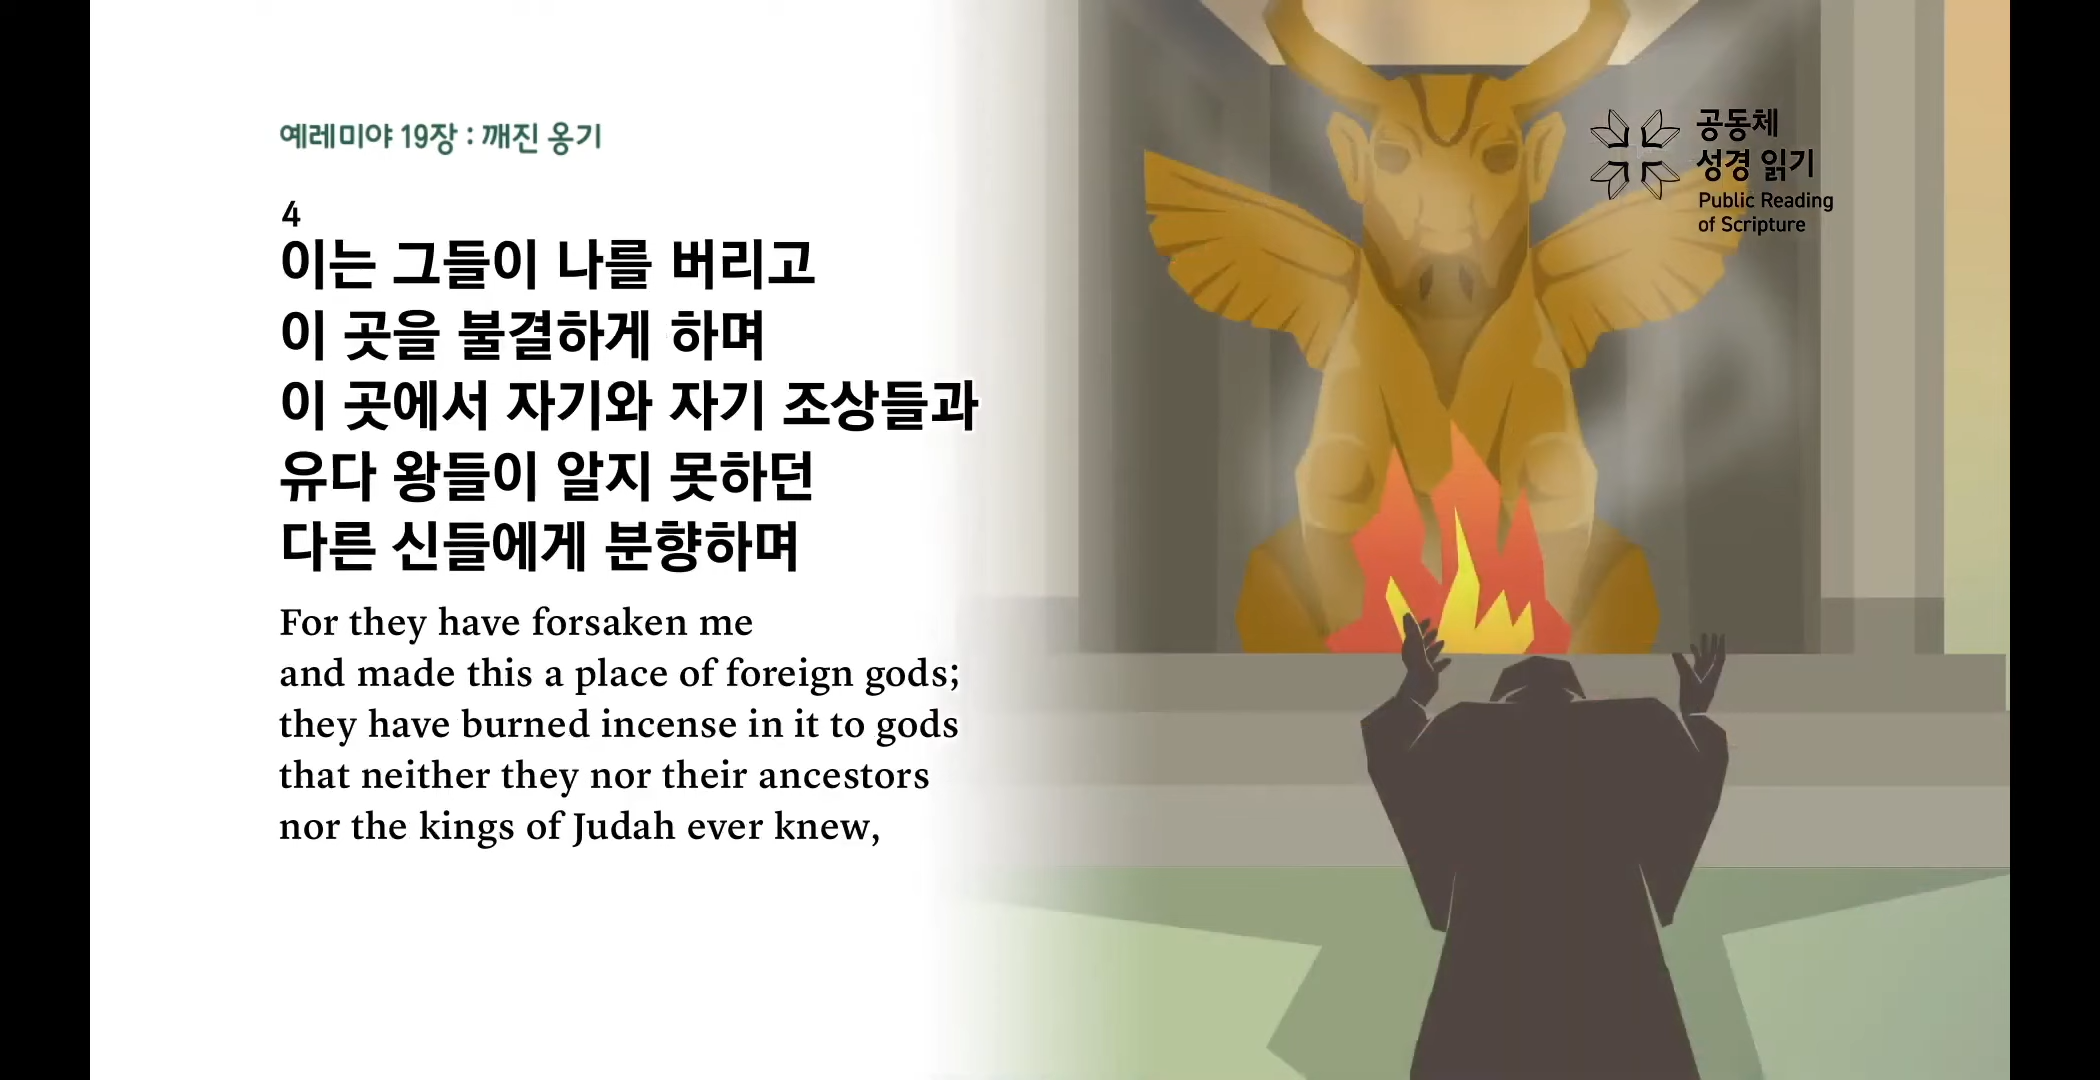 예레미야 19장 : 깨진 옹기
4
이는 그들이 나를 버리고
이 곳을 불결하게 하며
이 곳에서 자기와 자기 조상들과
유다 왕들이 알지 못하던
다른 신들에게 분향하며
For they have forsaken me
and made this a place of foreign gods;
they have burned incense in it to gods
that neither they nor their ancestors
nor the kings of Judah ever knew,
공동체
성경 읽기
Public Reading
of Scripture